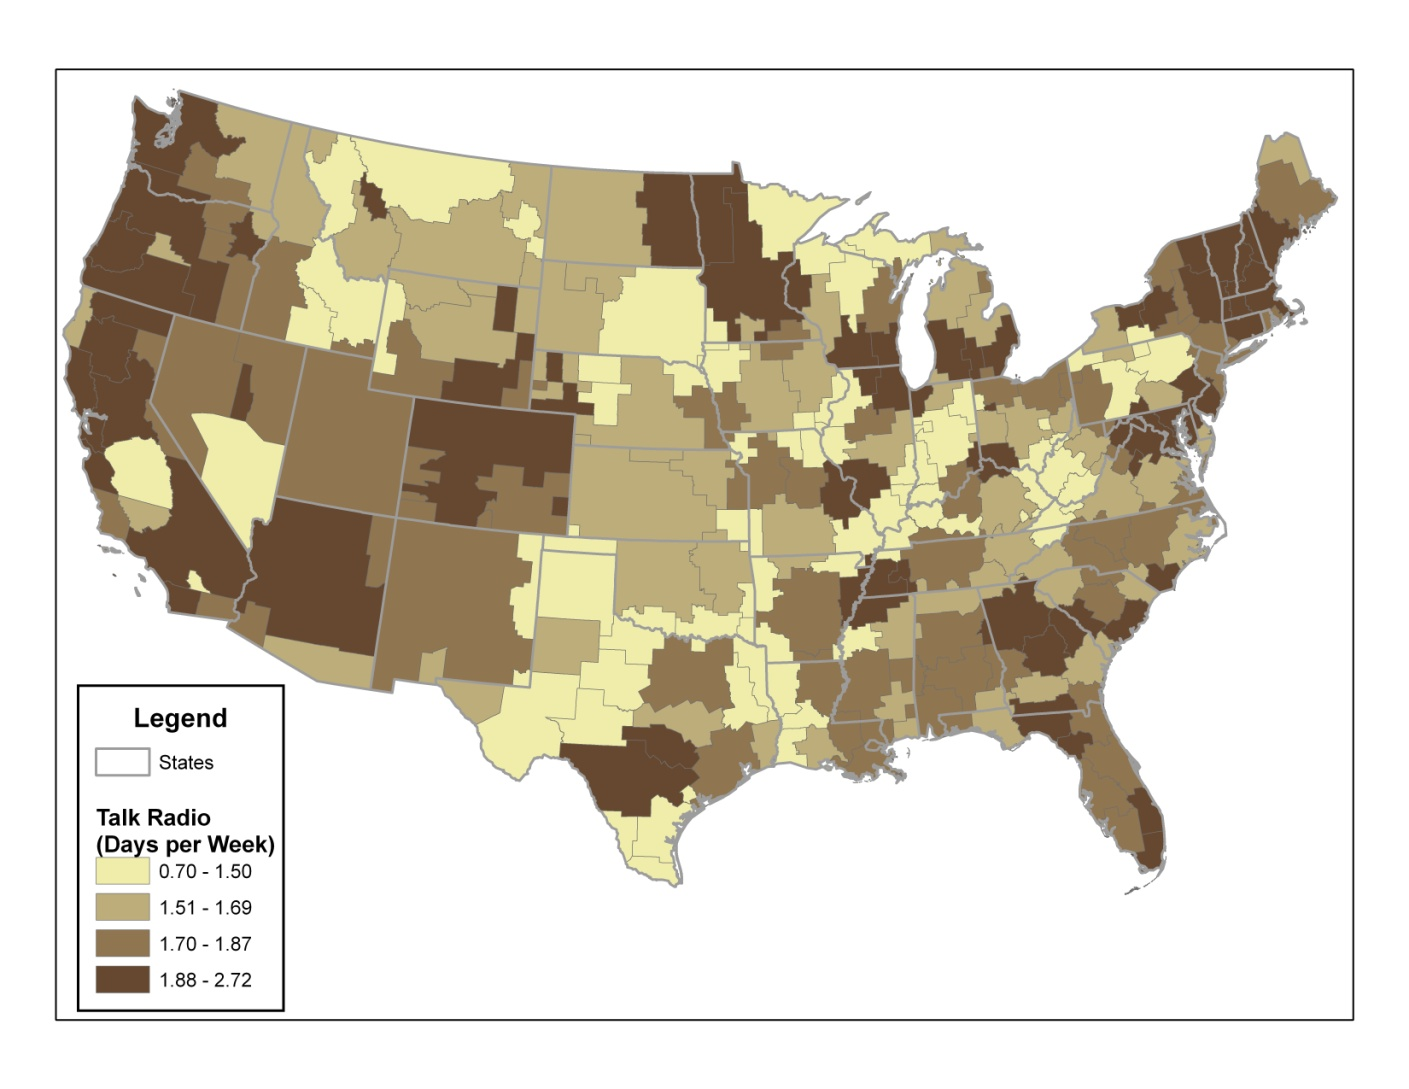 Legend
States
Talk Radio
(Days per Week)
0.70 - 1.50
1.51 - 1.69
1.70 - 1.87
1.88 - 2.72